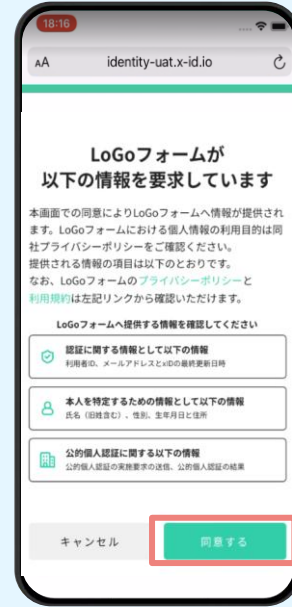 18:16
AA identity-uat.x-id.io
LoGoフォームが
以下の情報を要求しています
本画面での同意によりLoGoフォームへ情報が提供され
ます。LoGoフォームにおける個人情報の利用目的は同
社プライバシーポリシーをご確認ください。
提供される情報の項目は以下のとおりです。
なお、LoGoフォームのプライバシーポリシーと
利用規約は左記リンクから確認いただけます。
LoGoフォームへ提供する情報を確認してください
認証に関する情報として以下の情報
利用者ID、メールアドレスとxIDの最終更新日時
本人を特定するための情報として以下の情報
氏名（旧姓含む）、性別、生年月日と住所
公的個人認証に関する以下の情報
公的個人認証の実施要求の送信、公的個人認証の結果
キャンセル 同意する